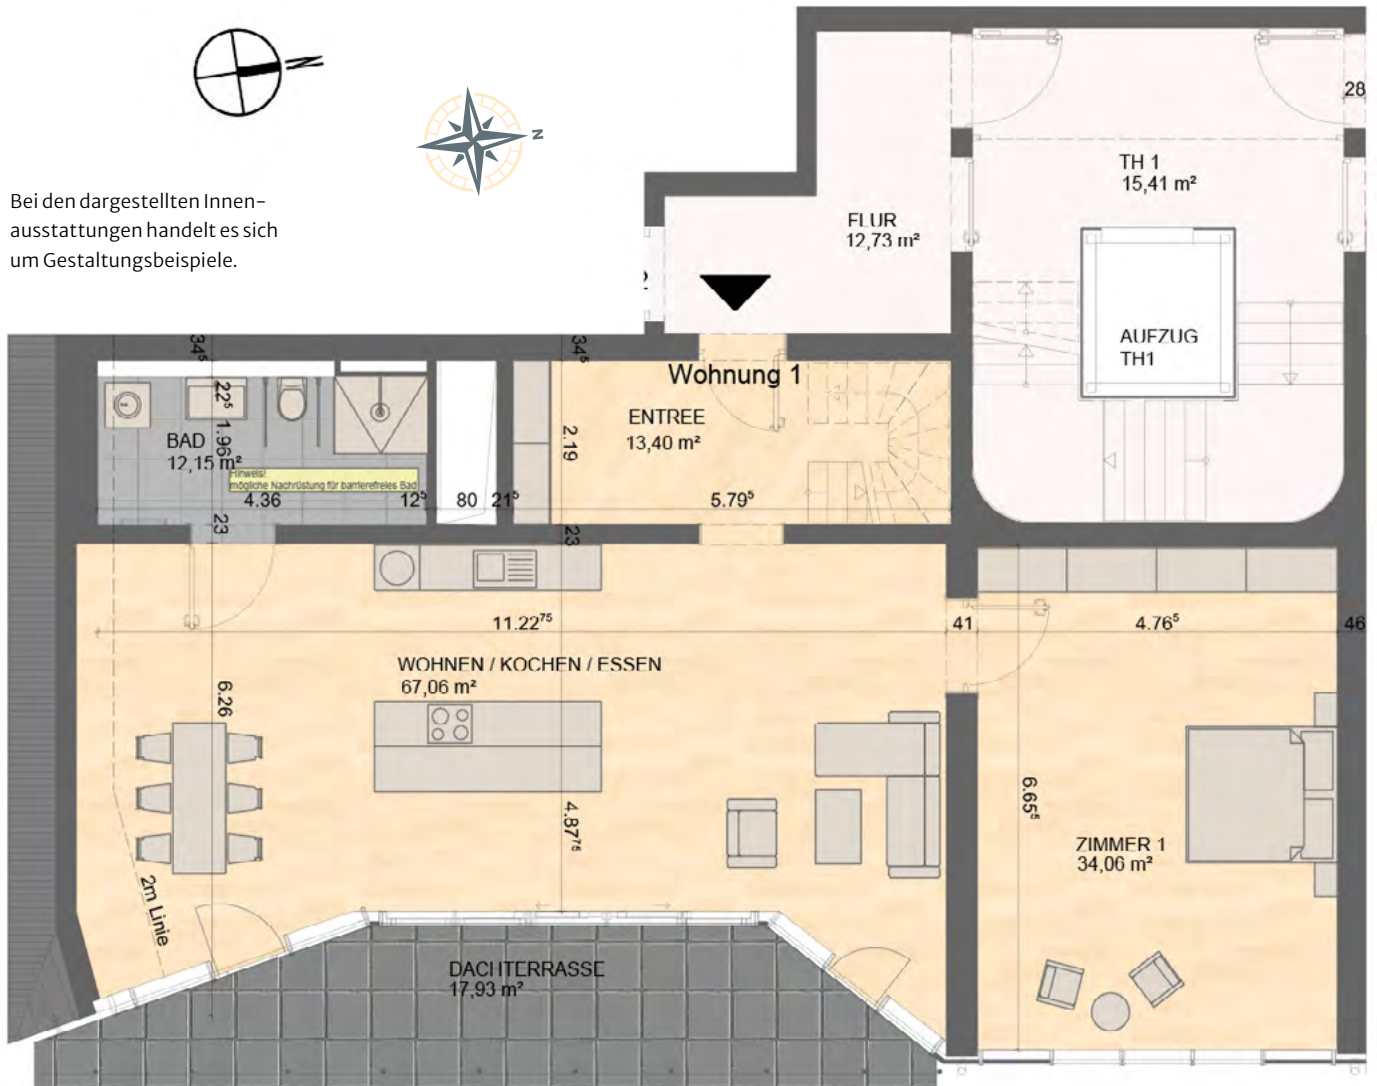 N
N
Bei den dargestellten Innen-
ausstattungen handelt es sich
um Gestaltungsbeispiele.
28
TH 1
15,41 m²
FLUR
12,73 m²
AUFZUG
TH1
34⁵
34⁵
Wohnung 1
ENTREE
13,40 m²
22⁵
1.96
BAD
12,15 m²
Hinweis!
mögliche Nachrüstung für barrierefreies Bad
2.19
4.36
12⁵
80
21⁵
5.79⁵
23
23
11.22⁷⁵
41
4.76⁵
46
WOHNEN / KOCHEN / ESSEN
67,06 m²
6.26
4.87⁷⁵
6.65⁵
ZIMMER 1
34,06 m²
2m Linie
DACHTERRASSE
17,93 m²